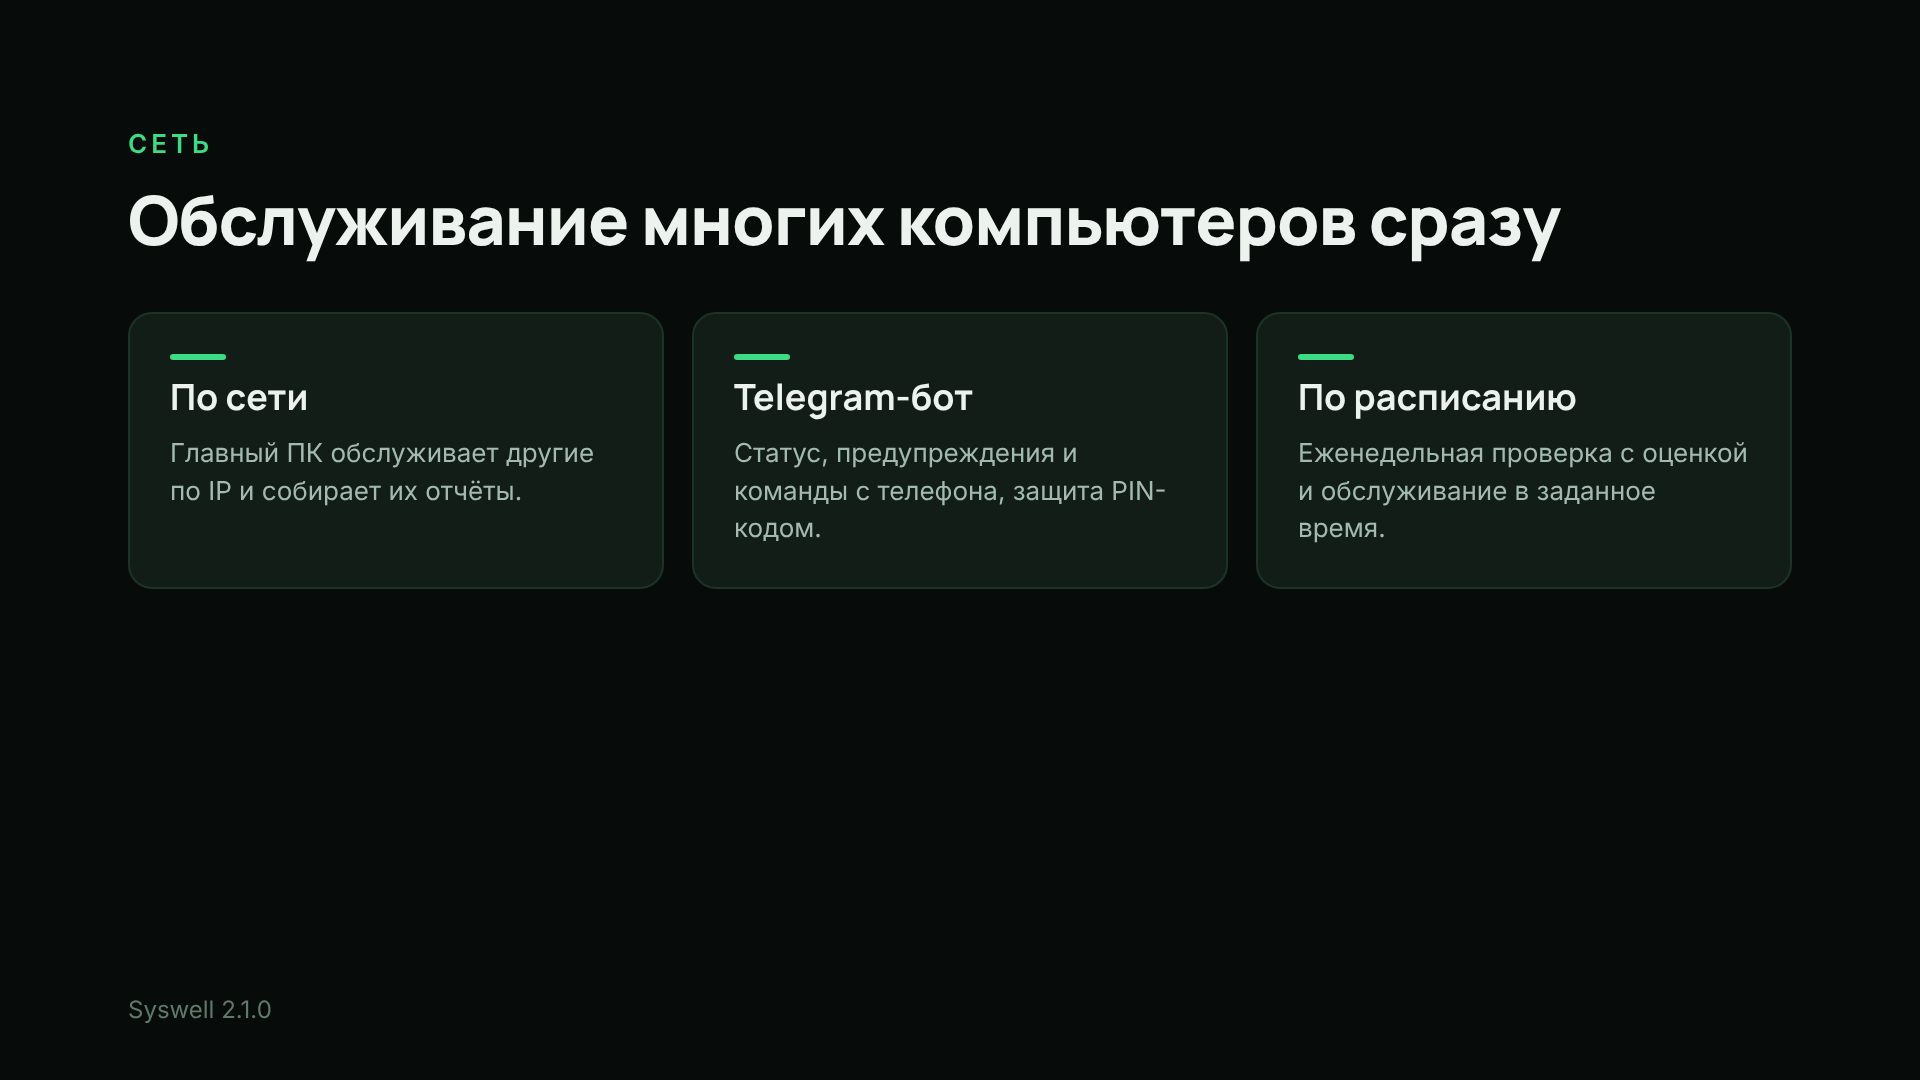 СЕТЬ
Обслуживание многих компьютеров сразу
По сети
Главный ПК обслуживает другие
по IP и собирает их отчёты.
Telegram-бот
Статус, предупреждения и
команды с телефона, защита PIN-
кодом.
По расписанию
Еженедельная проверка с оценкой
и обслуживание в заданное
время.
Syswell 2.1.0